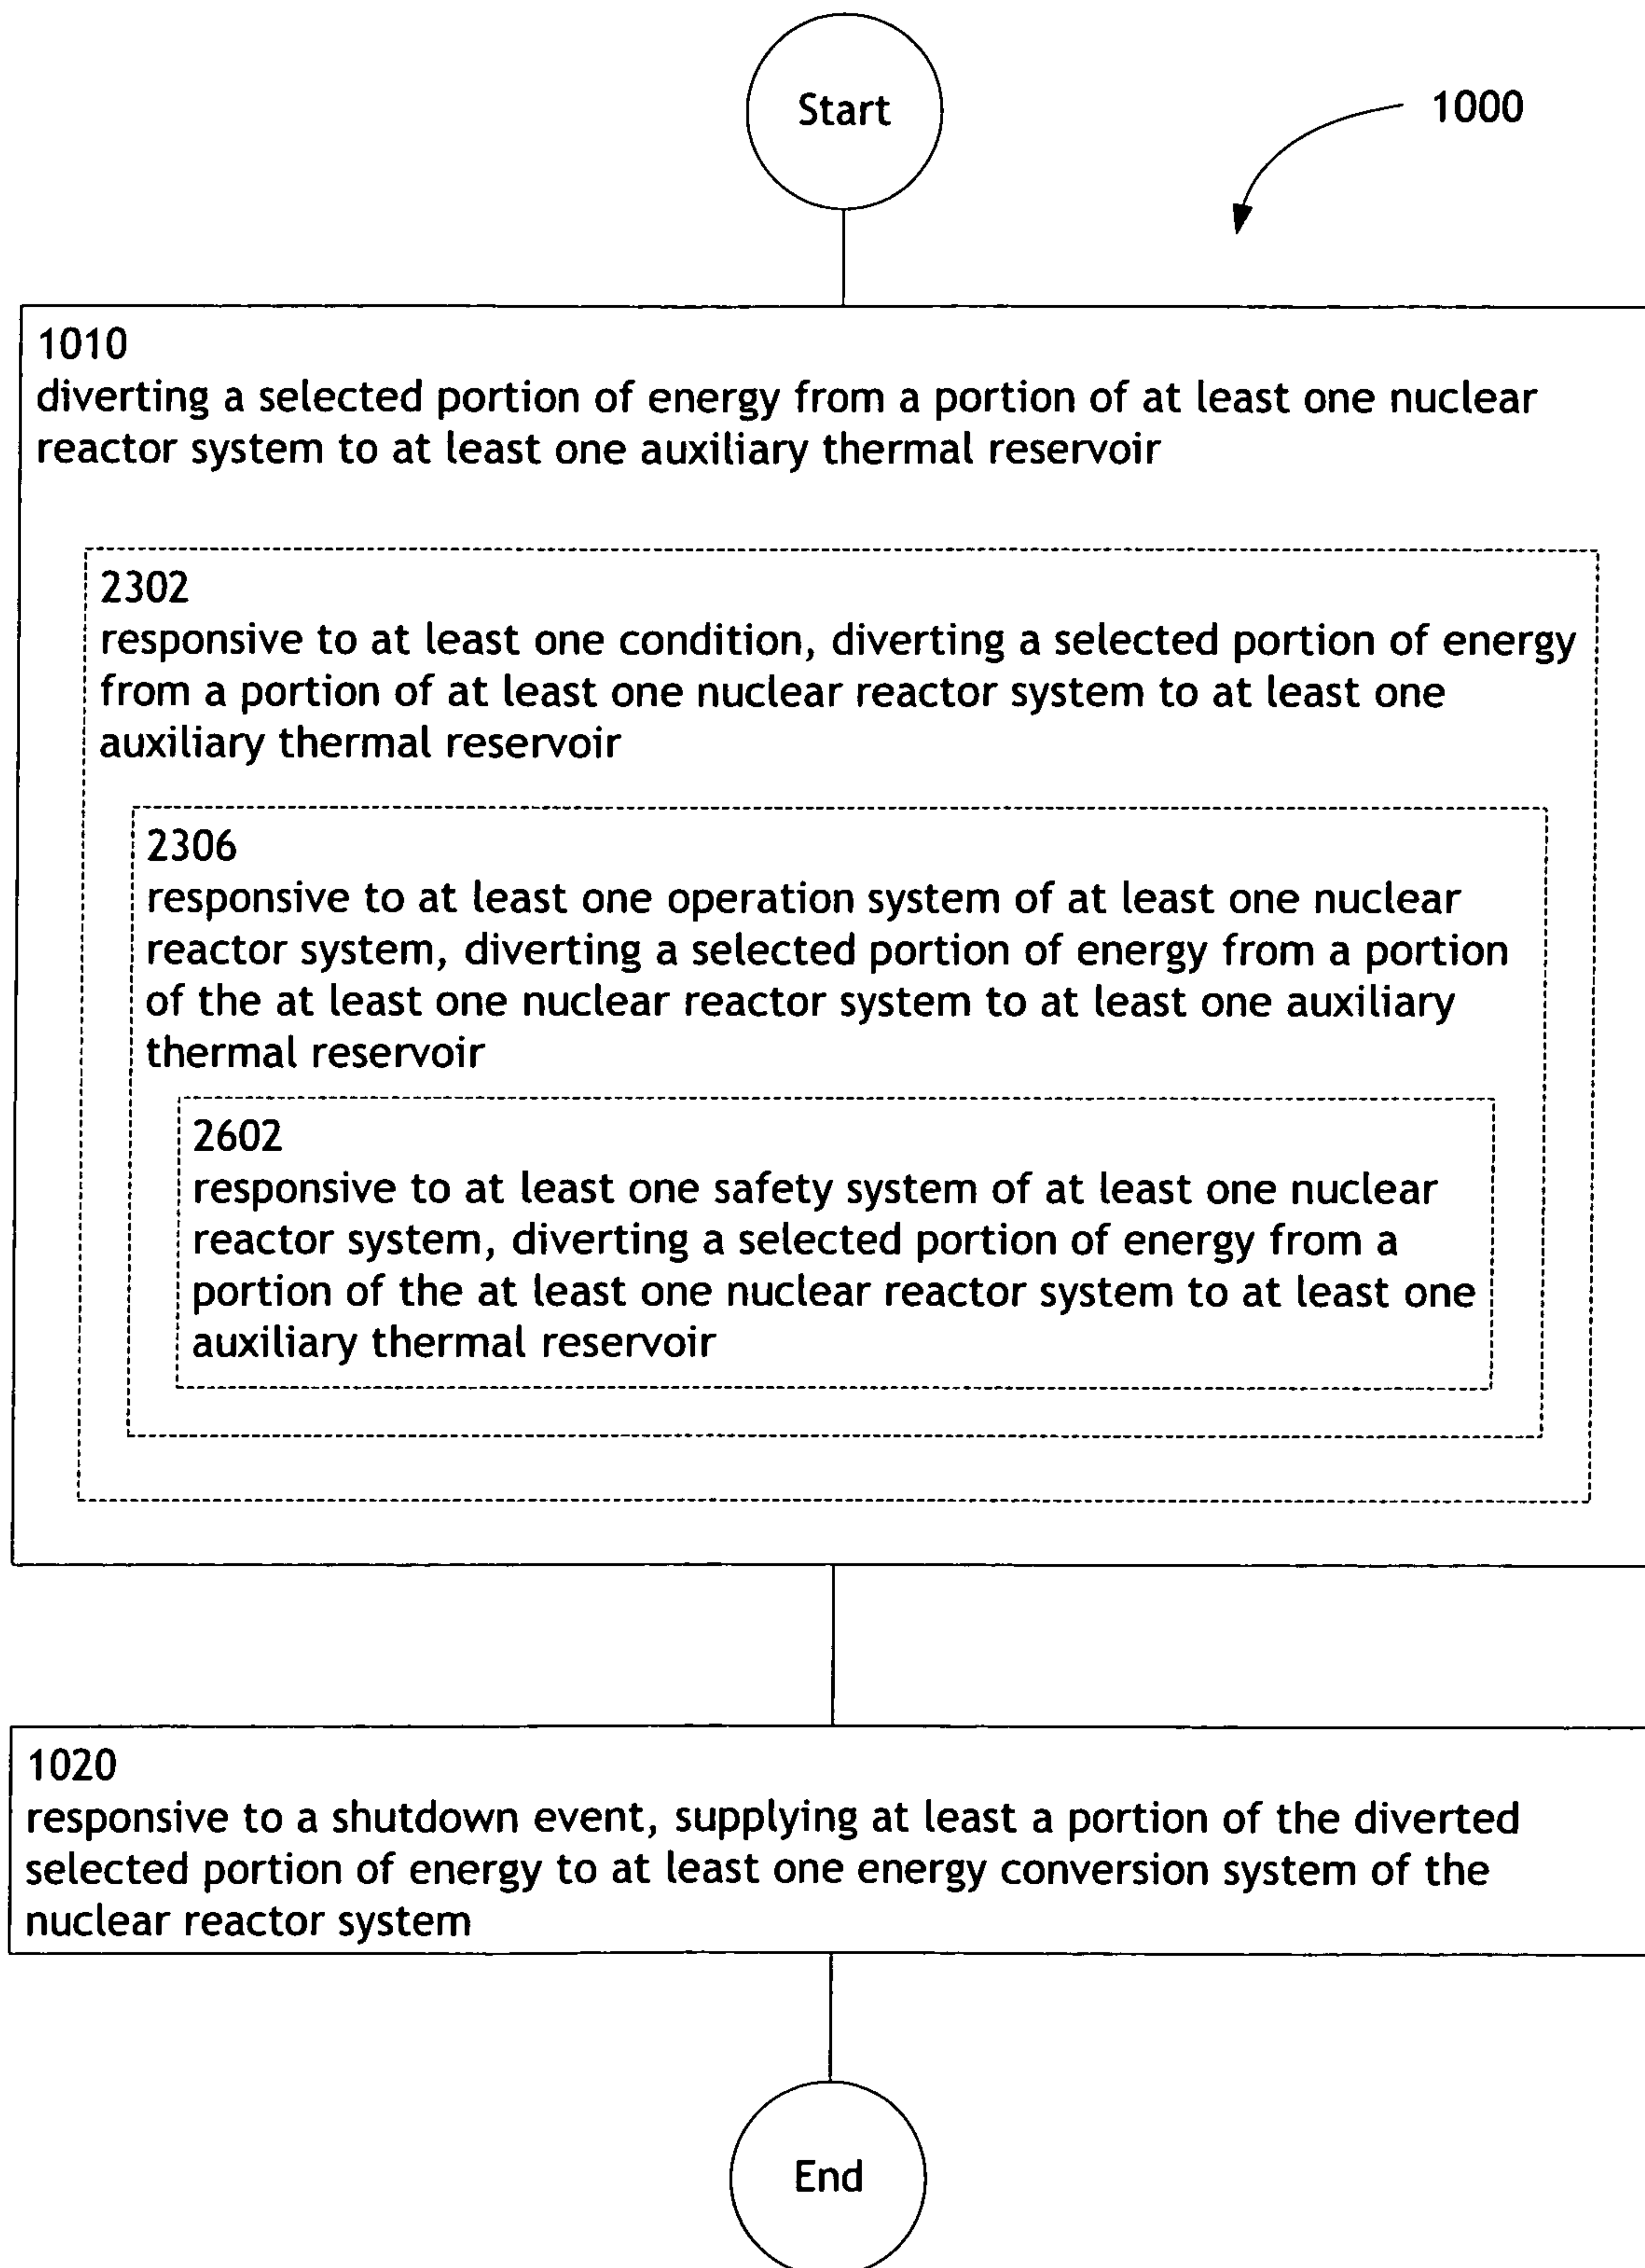 Start
1000
1010
diverting a selected portion of energy from a portion of at least one nuclear
reactor system to at least one auxiliary thermal reservoir
2302
responsive to at least one condition, diverting a selected portion of energy
from a portion of at least one nuclear reactor system to at least one
auxiliary thermal reservoir
2306
responsive to at least one operation system of at least one nuclear
reactor system, diverting a selected portion of energy from a portion
of the at least one nuclear reactor system to at least one auxiliary
thermal reservoir
2602
responsive to at least one safety system of at least one nuclear
reactor system, diverting a selected portion of energy from a
portion of the at least one nuclear reactor system to at least one
auxiliary thermal reservoir
1020
responsive to a shutdown event, supplying at least a portion of the diverted
selected portion of energy to at least one energy conversion system of the
nuclear reactor system
End